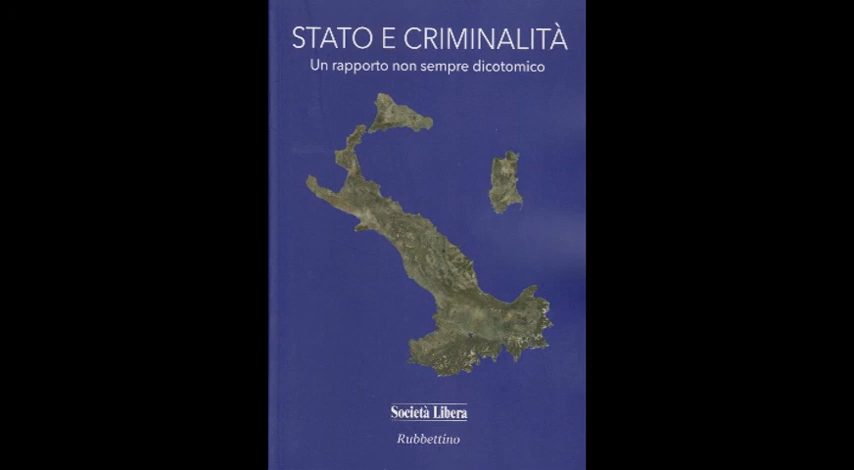 STATO E CRIMINALITÀ
Un rapporto non sempre dicotomico
Società Libera
Rubbettino